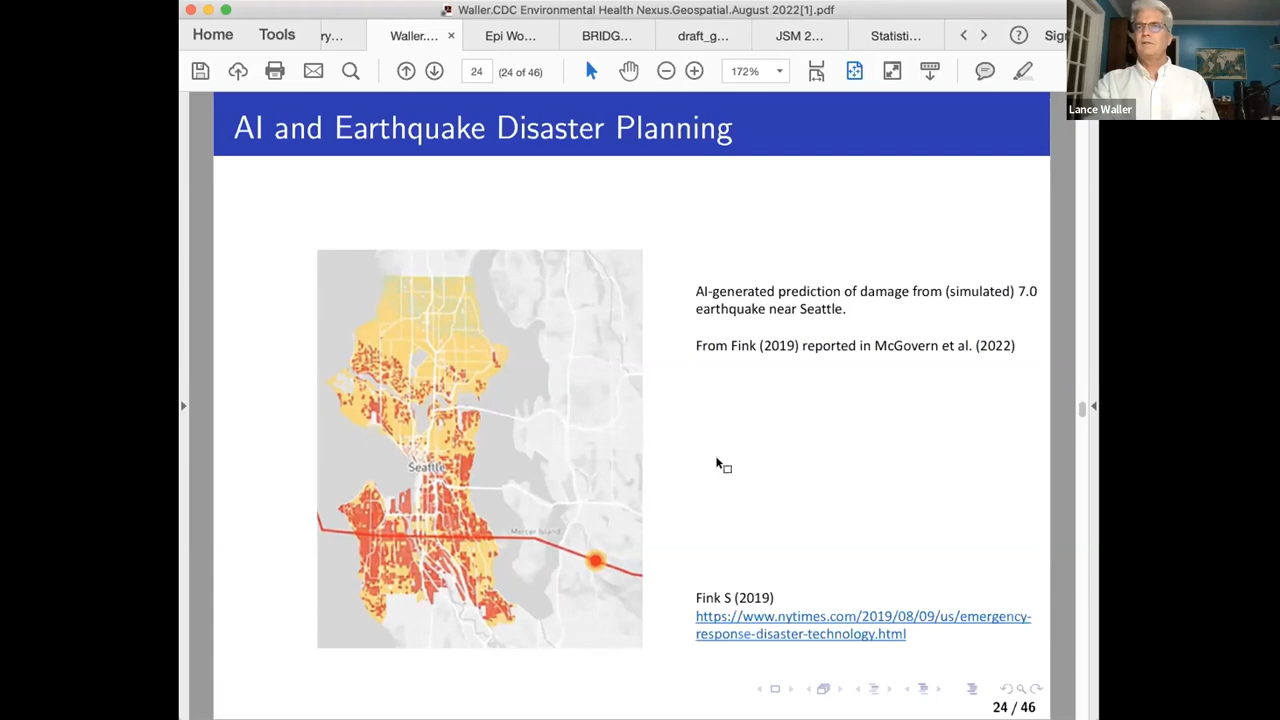 Waller.CDC Environmental Health Nexus.Geospatial.August 2022[1].pdf
Home Tools ry... Waller.... × Epi Wo... BRIDG... draft_g... JSM 2... Statisti... Sign
24 (24 of 46) 172%
Lance Waller
AI and Earthquake Disaster Planning
AI-generated prediction of damage from (simulated) 7.0
earthquake near Seattle.
From Fink (2019) reported in McGovern et al. (2022)
Seattle
Mercer Island
Fink S (2019)
https://www.nytimes.com/2019/08/09/us/emergency-
response-disaster-technology.html
24 / 46